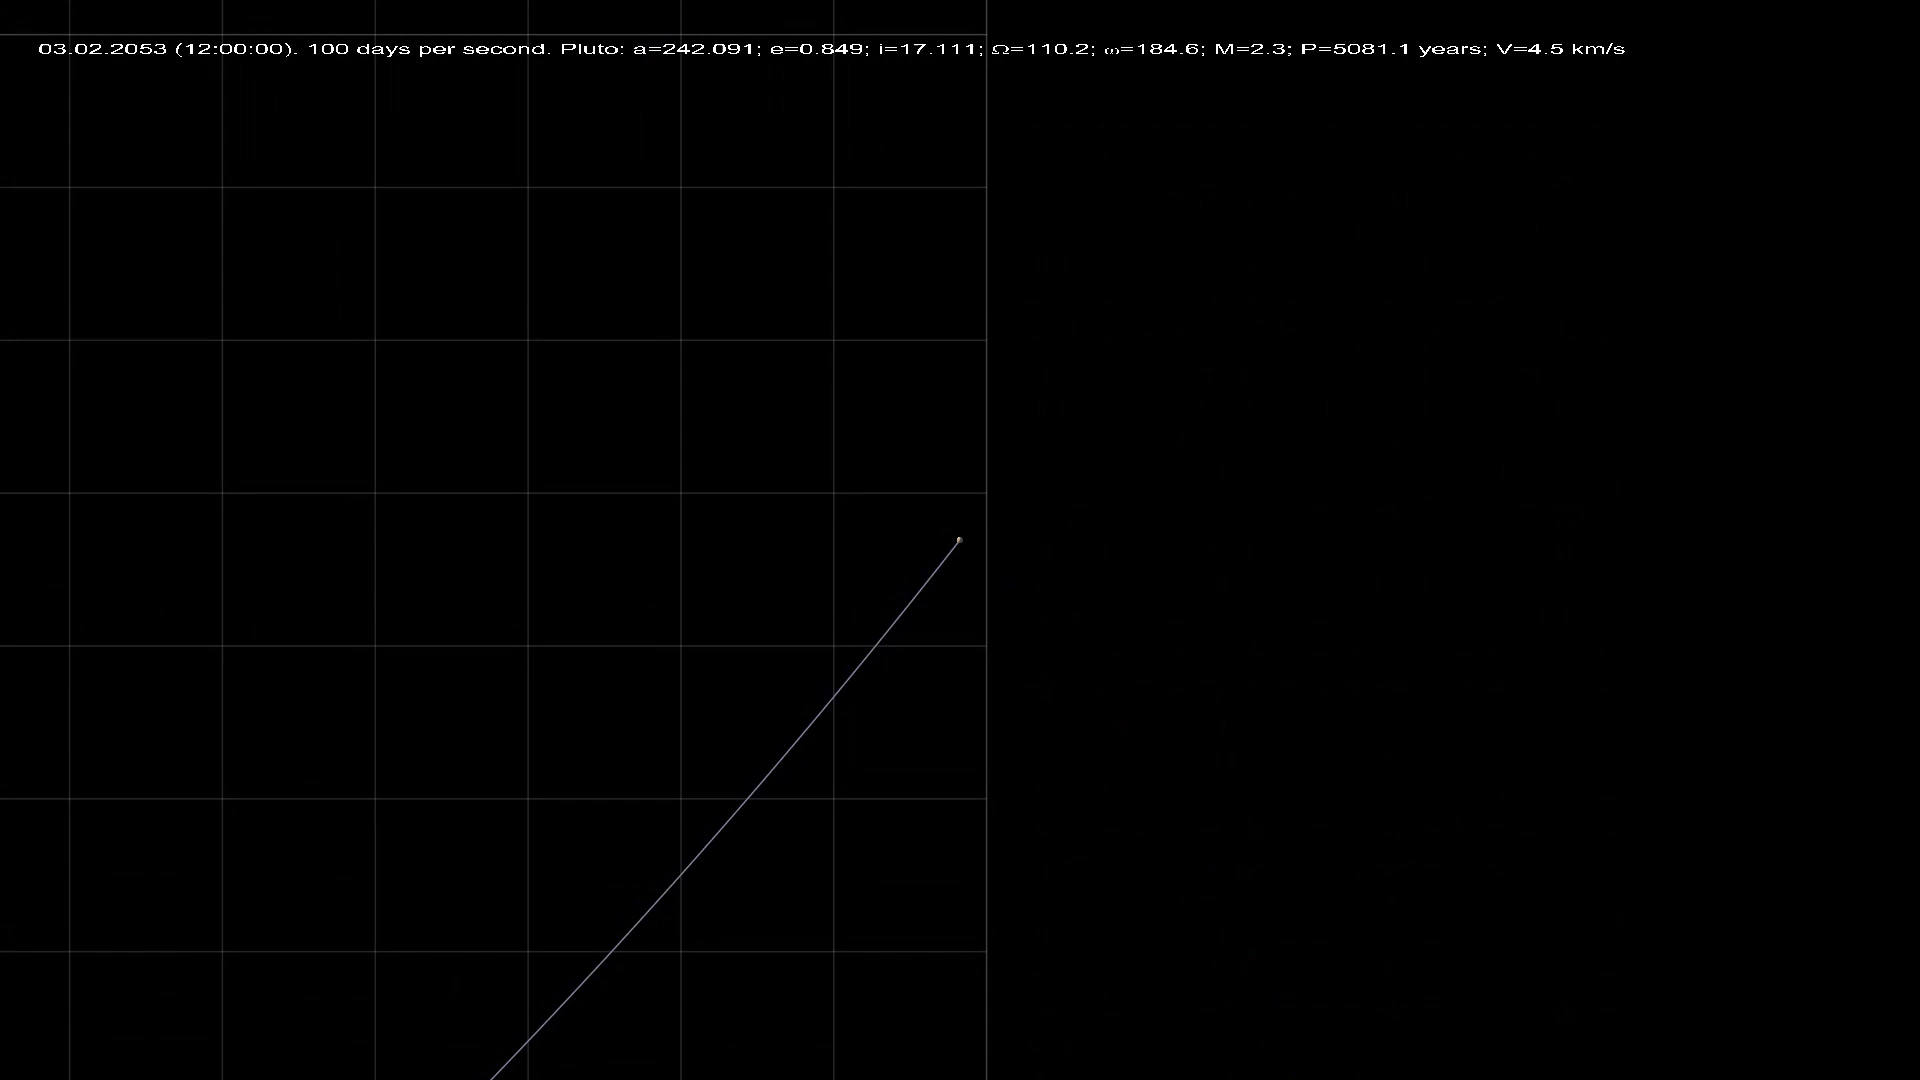 03.02.2053 (12:00:00). 100 days per second. Pluto: a=242.091; e=0.849; i=17.111; Ω=110.2; ω=184.6; M=2.3; P=5081.1 years; V=4.5 km/s